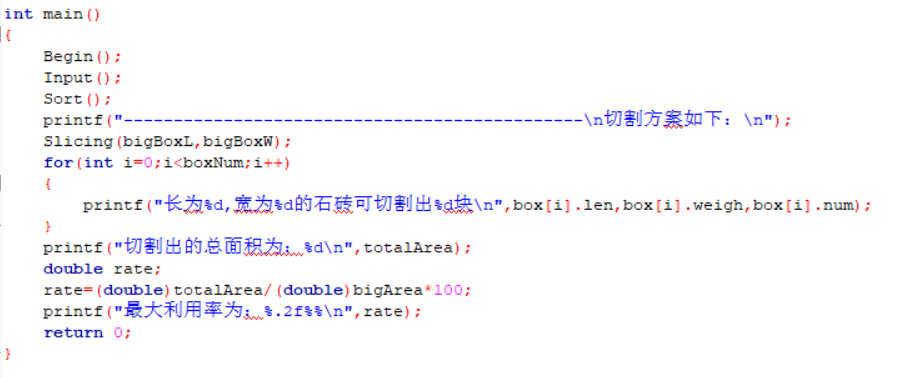 int main()
{
    Begin();
    Input();
    Sort();
    printf("----------------------------------------------\n切割方案如下：\n");
    Slicing(bigBoxL,bigBoxW);
    for(int i=0;i<boxNum;i++)
    {
        printf("长为%d,宽为%d的石砖可切割出%d块\n",box[i].len,box[i].weigh,box[i].num);
    }
    printf("切割出的总面积为：%d\n",totalArea);
    double rate;
    rate=(double)totalArea/(double)bigArea*100;
    printf("最大利用率为：%.2f%%\n",rate);
    return 0;
}